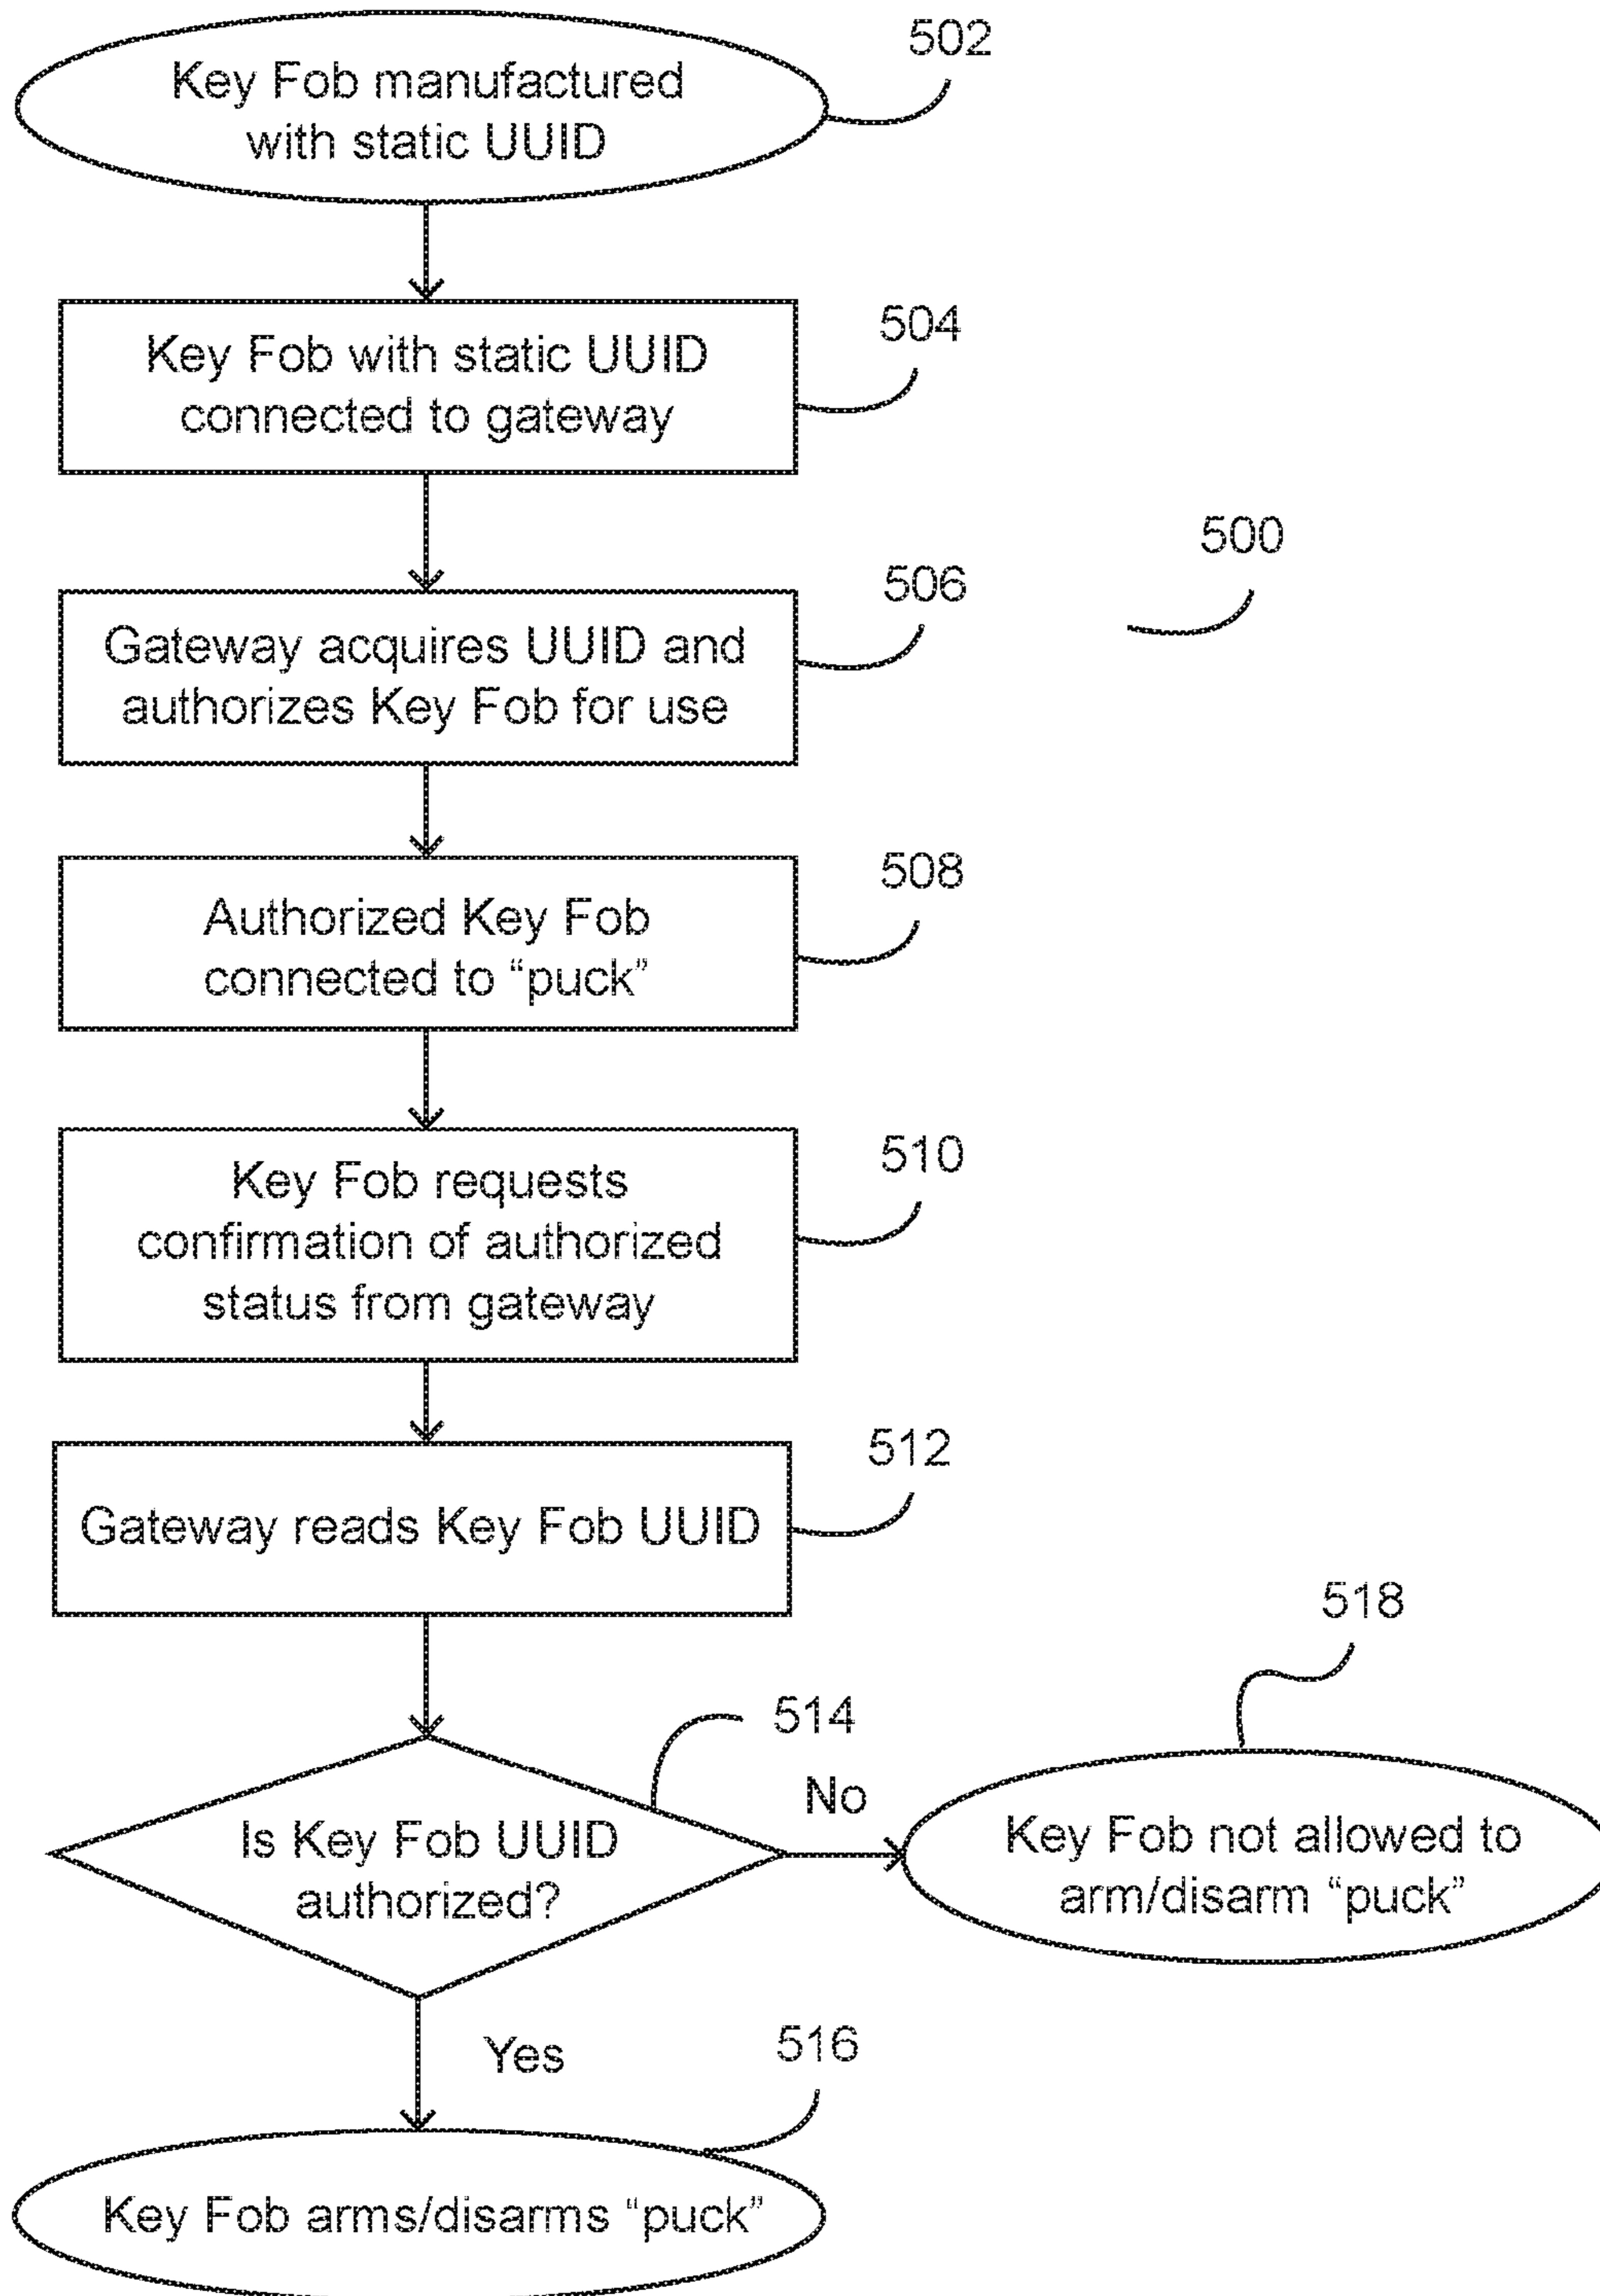 502
Key Fob manufactured
with static UUID
504
Key Fob with static UUID
connected to gateway
500
506
Gateway acquires UUID and
authorizes Key Fob for use
508
Authorized Key Fob
connected to “puck”
510
Key Fob requests
confirmation of authorized
status from gateway
512
Gateway reads Key Fob UUID
518
514
No
Is Key Fob UUID
authorized?
Key Fob not allowed to
arm/disarm “puck”
Yes
516
Key Fob arms/disarms “puck”